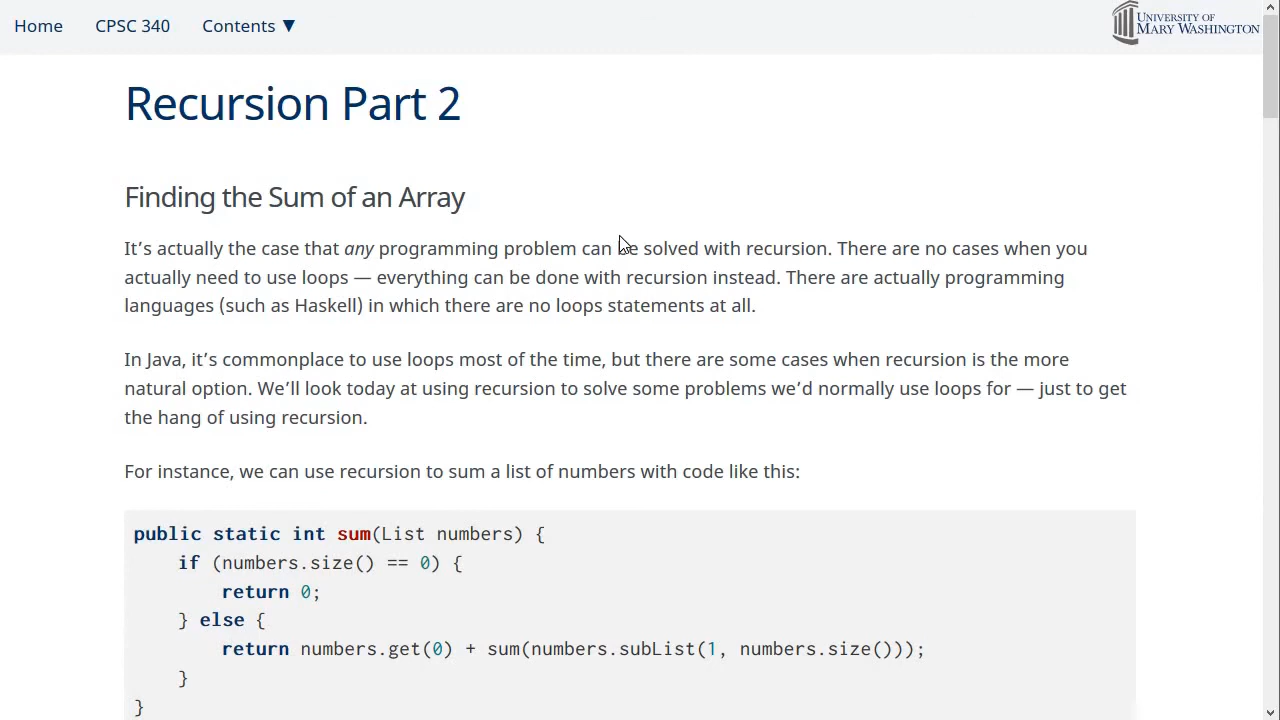 Home CPSC 340 Contents ▼
UNIVERSITY OF
MARY WASHINGTON
Recursion Part 2
Finding the Sum of an Array
It’s actually the case that any programming problem can be solved with recursion. There are no cases when you
actually need to use loops — everything can be done with recursion instead. There are actually programming
languages (such as Haskell) in which there are no loops statements at all.
In Java, it’s commonplace to use loops most of the time, but there are some cases when recursion is the more
natural option. We’ll look today at using recursion to solve some problems we’d normally use loops for — just to get
the hang of using recursion.
For instance, we can use recursion to sum a list of numbers with code like this:
public static int sum(List numbers) {
    if (numbers.size() == 0) {
        return 0;
    } else {
        return numbers.get(0) + sum(numbers.subList(1, numbers.size()));
    }
}